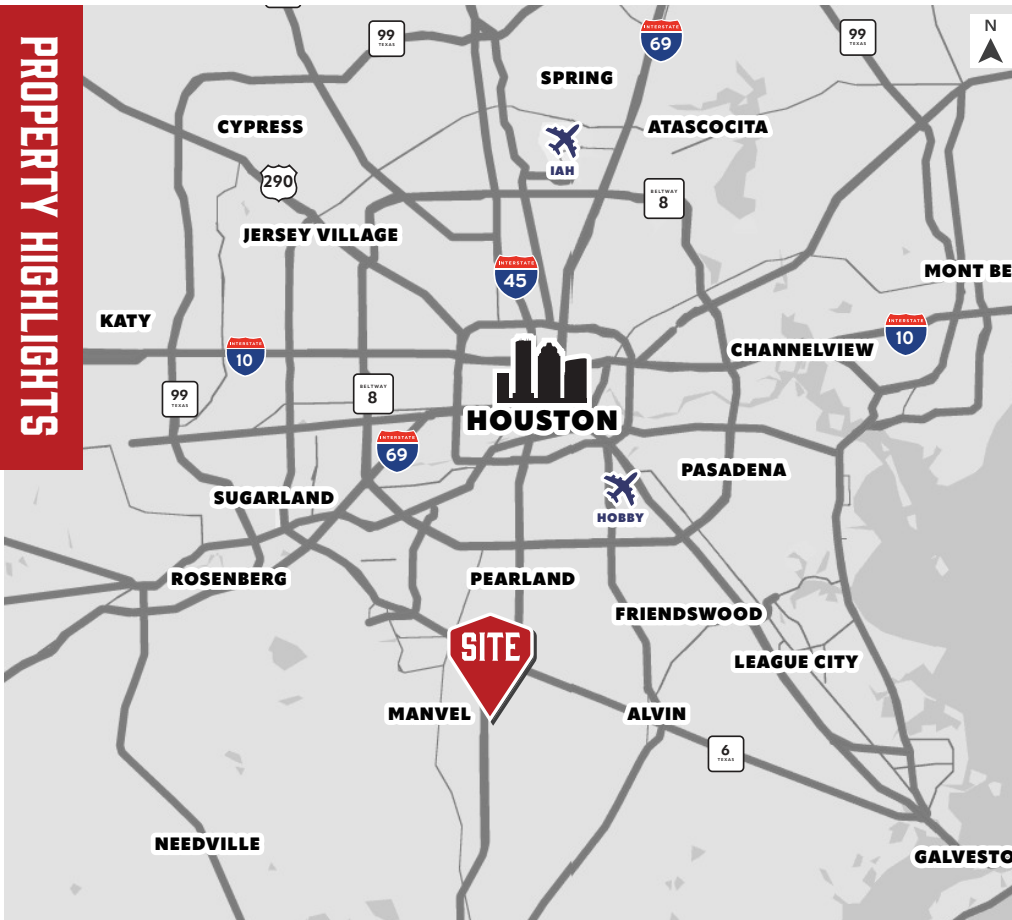 PROPERTY HIGHLIGHTS
N
99
TEXAS
INTERSTATE
69
99
TEXAS
SPRING
CYPRESS
ATASCOCITA
IAH
290
BELTWAY
8
JERSEY VILLAGE
INTERSTATE
45
MONT BE
KATY
INTERSTATE
10
CHANNELVIEW
INTERSTATE
10
99
TEXAS
BELTWAY
8
HOUSTON
INTERSTATE
69
PASADENA
SUGARLAND
HOBBY
ROSENBERG
PEARLAND
FRIENDSWOOD
SITE
LEAGUE CITY
MANVEL
ALVIN
6
TEXAS
NEEDVILLE
GALVESTO